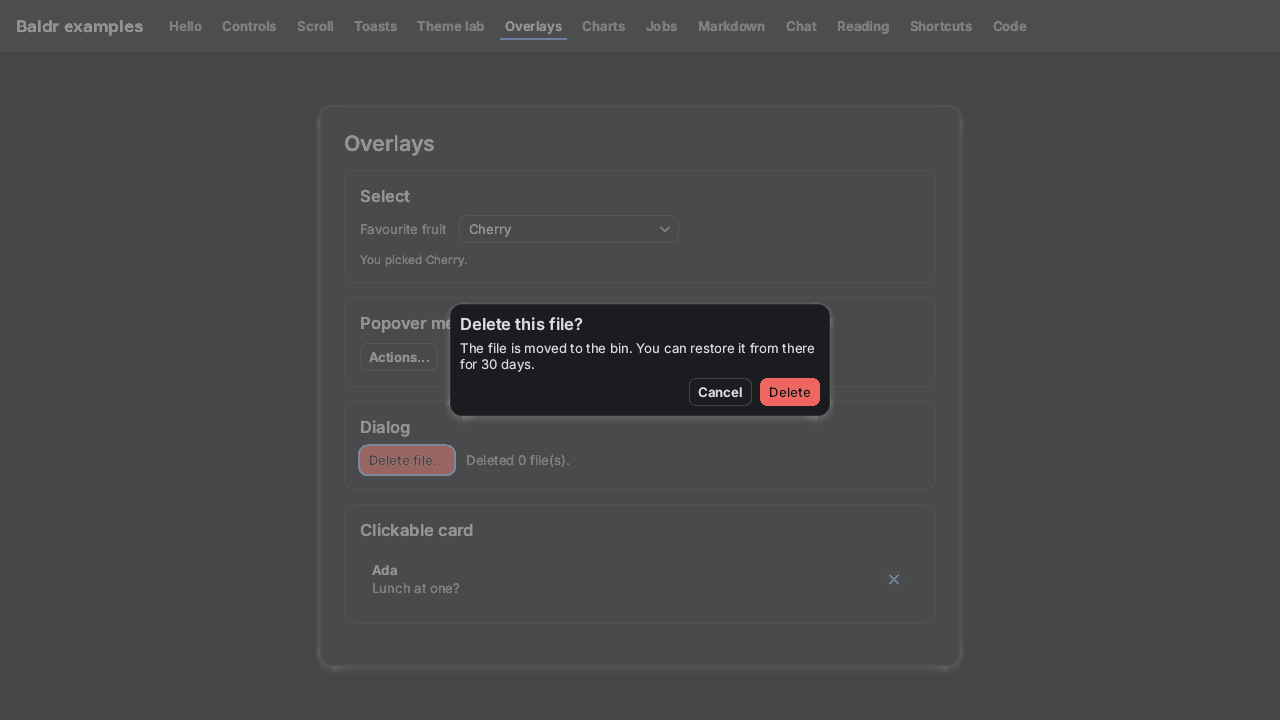 Baldr examples Hello Controls Scroll Toasts Theme lab Overlays Charts Jobs Markdown Chat Reading Shortcuts Code
Overlays
Select
Favourite fruit Cherry
You picked Cherry.
Popover me
Actions...
Delete this file?
The file is moved to the bin. You can restore it from there
for 30 days.
Cancel Delete
Dialog
Delete file... Deleted 0 file(s).
Clickable card
Ada
Lunch at one?